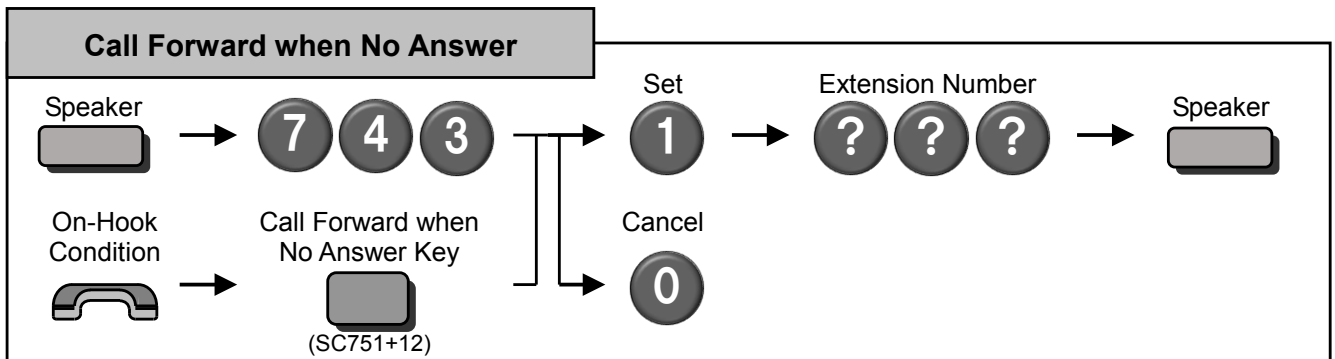 Call Forward when No Answer
Speaker
7 4 3
Set
1
Extension Number
? ? ?
Speaker
On-Hook
Condition
Call Forward when
No Answer Key
(SC751+12)
Cancel
0